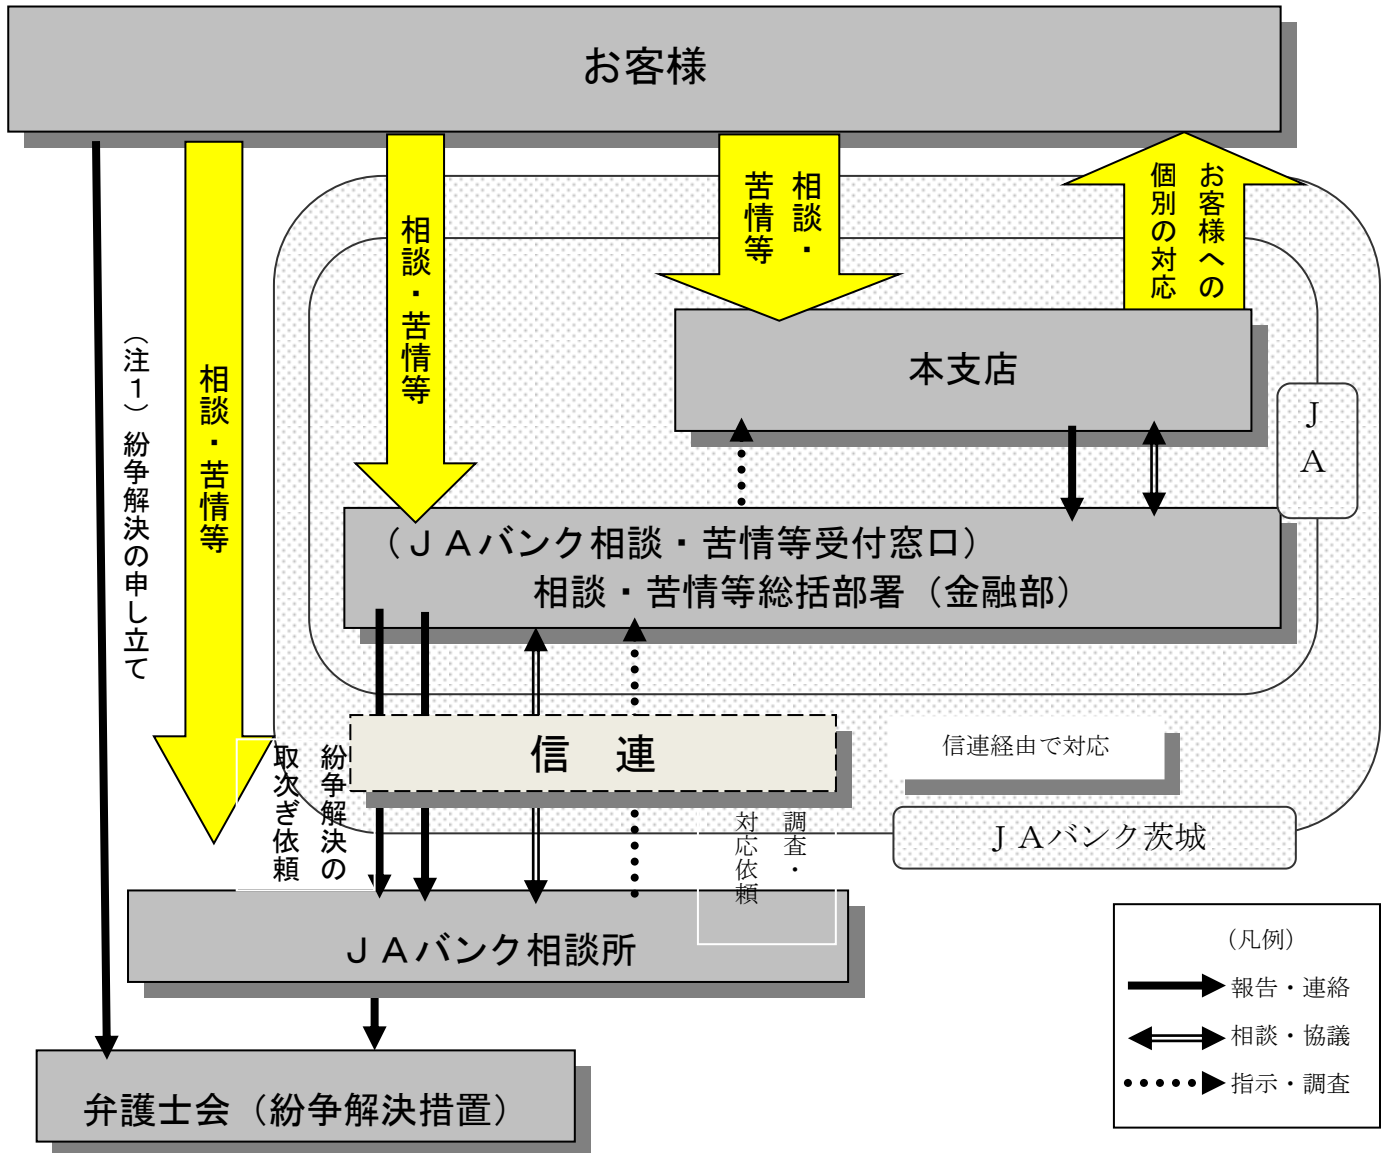 お客様
相談・苦情等
相談・
苦情等
お客様への
個別の対応
(注1)紛争解決の申し立て
相談・苦情等
本支店
JA
(JAバンク相談・苦情等受付窓口)
相談・苦情等総括部署(金融部)
信 連
信連経由で対応
紛争解決の
取次ぎ依頼
調査・
対応依頼
JAバンク茨城
JAバンク相談所
弁護士会(紛争解決措置)
(凡例)
報告・連絡
相談・協議
指示・調査